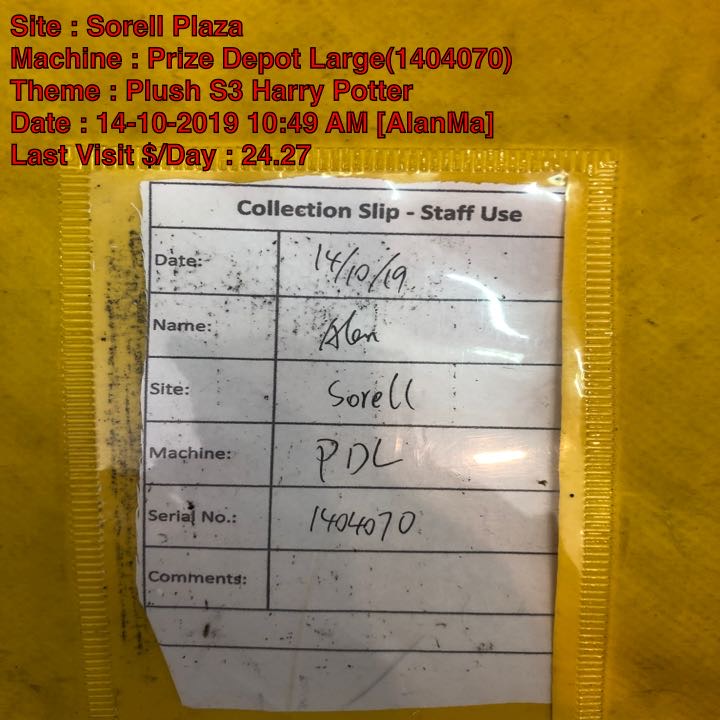 Site : Sorell Plaza
Machine : Prize Depot Large(1404070)
Theme : Plush S3 Harry Potter
Date : 14-10-2019 10:49 AM [AlanMa]
Last Visit $/Day : 24.27
Collection Slip - Staff Use
Date: 14/10/19
Name: Alan
Site: Sorell
Machine: PDL
Serial No.: 1404070
Comments: